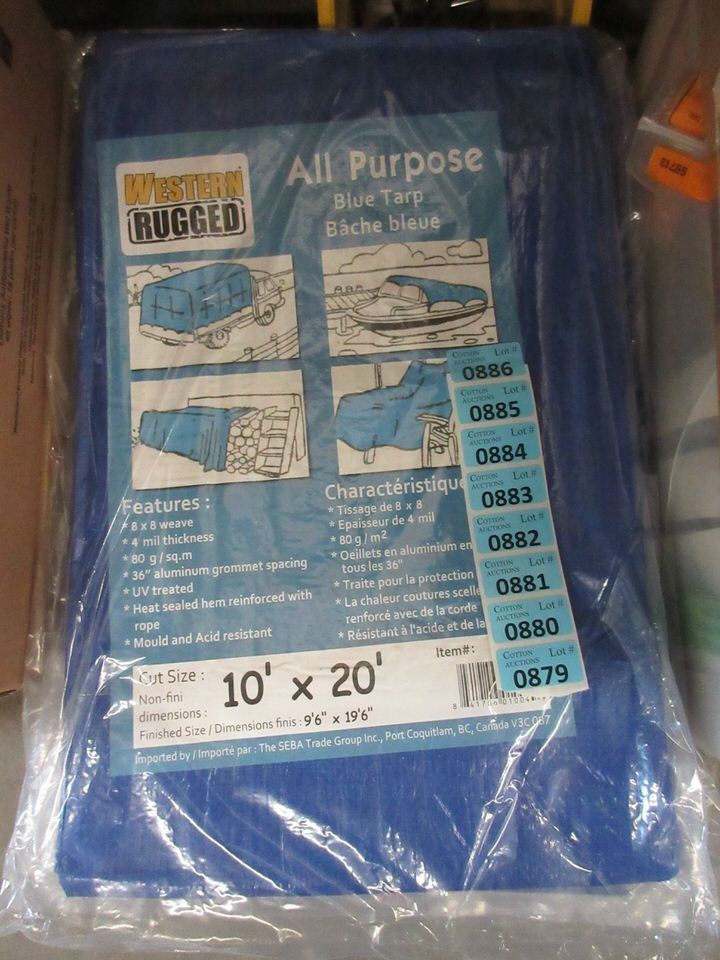 WESTERN
RUGGED
All Purpose
Blue Tarp
Bâche bleue
Features :
* 8 x 8 weave
* 4 mil thickness
* 80 g / sq.m
* 36" aluminum grommet spacing
* UV treated
* Heat sealed hem reinforced with
rope
* Mould and Acid resistant
* Tissage de 8 x 8
* Epaisseur de 4 mil
* 80 g / m²
* Oeillets en aluminium en
tous les 36"
* Traite pour la protection
* La chaleur coutures
renforcé avec de la corde
* Résistant à l'acide et de la
COTTON AUCTIONS Lot # 0886
COTTON AUCTIONS Lot # 0885
COTTON AUCTIONS Lot # 0884
COTTON AUCTIONS Lot # 0883
COTTON AUCTIONS Lot # 0882
COTTON AUCTIONS Lot # 0881
COTTON AUCTIONS Lot # 0880
COTTON AUCTIONS Lot # 0879
Cut Size :
Non-fini
dimensions :
10' x 20'
Item#:
Finished Size / Dimensions finis : 9'6" x 19'6"
Imported by / Importé par : The SEBA Trade Group Inc., Port Coquitlam, BC, Canada V3C 0B7